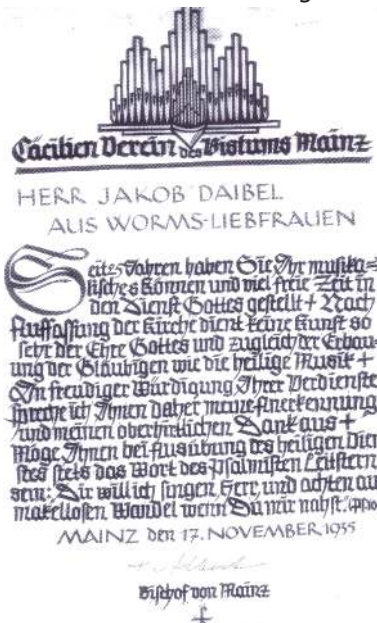 Cäcilien Verein des Bistums Mainz
HERR JAKOB DAIBEL
AUS WORMS-LIEBFRAUEN
Seit 25 Jahren haben Sie Ihr musika=
lisches Können und viel freie Zeit in
den Dienst Gottes gestellt + Nach
Auffassung der Kirche dient keine Kunst so
sehr der Ehre Gottes und zugleich der Erbau=
ung der Gläubigen wie die heilige Musik +
In freudiger Würdigung Ihrer Verdienste
spreche ich Ihnen daher meine Anerkennung
und meinen oberhirtlichen Dank aus +
Möge Ihnen bei Ausübung des heiligen Dien
stes stets das Wort des Psalmisten Leitstern
sein: Dir will ich singen, Herr, und achten au
makellosen Wandel wenn Du mir nahst.
MAINZ den 17. NOVEMBER 1935
Bischof von Mainz